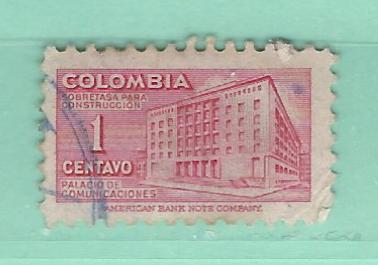 COLOMBIA
SOBRETASA PARA
CONSTRUCCION
1
CENTAVO
PALACIO DE
COMUNICACIONES
AMERICAN BANK NOTE COMPANY.